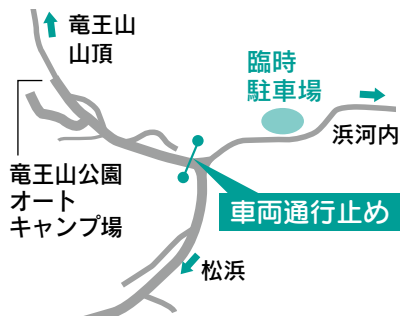 竜王山
山頂
臨時
駐車場
浜河内
竜王山公園
オート
キャンプ場
車両通行止め
松浜